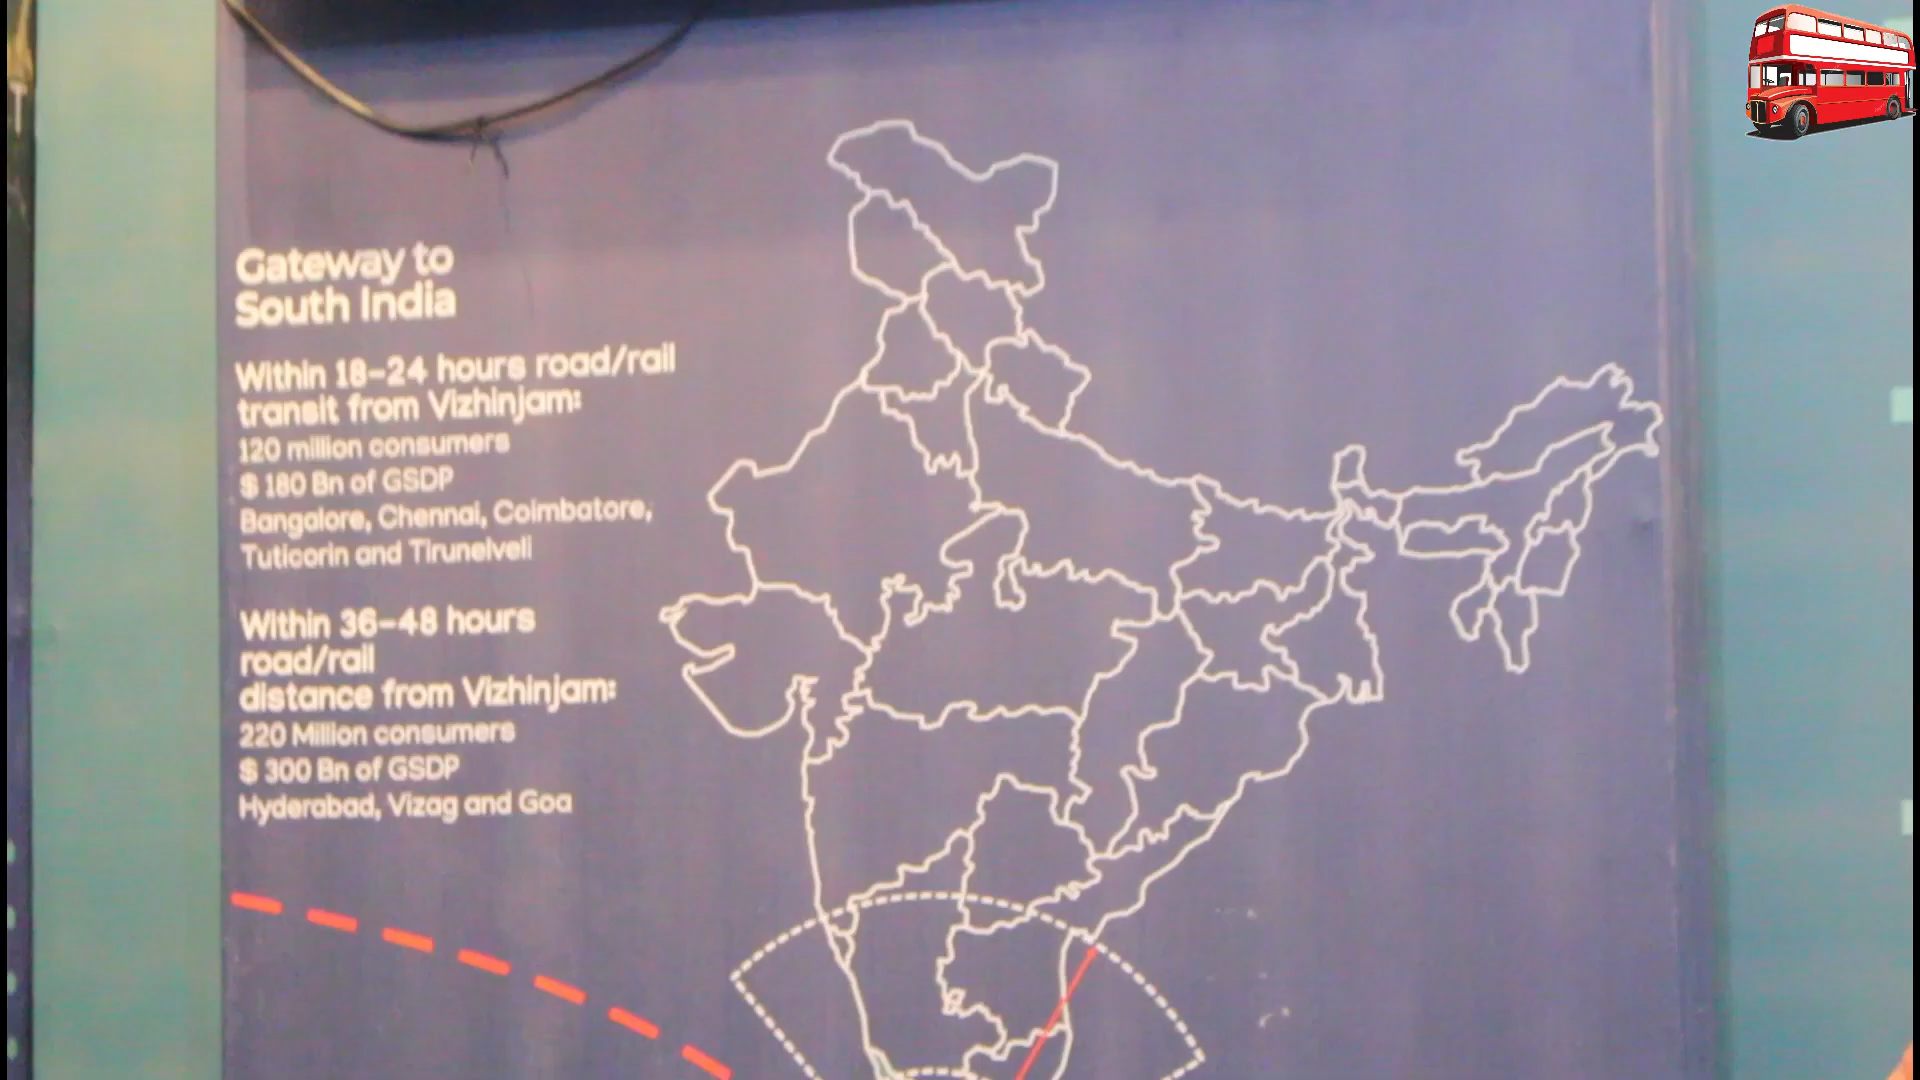 Gateway to
South India
Within 18-24 hours road/rail
transit from Vizhinjam:
120 million consumers
$ 180 Bn of GSDP
Bangalore, Chennai, Coimbatore,
Tuticorin and Tirunelveli
Within 36-48 hours
road/rail
distance from Vizhinjam:
220 Million consumers
$ 300 Bn of GSDP
Hyderabad, Vizag and Goa